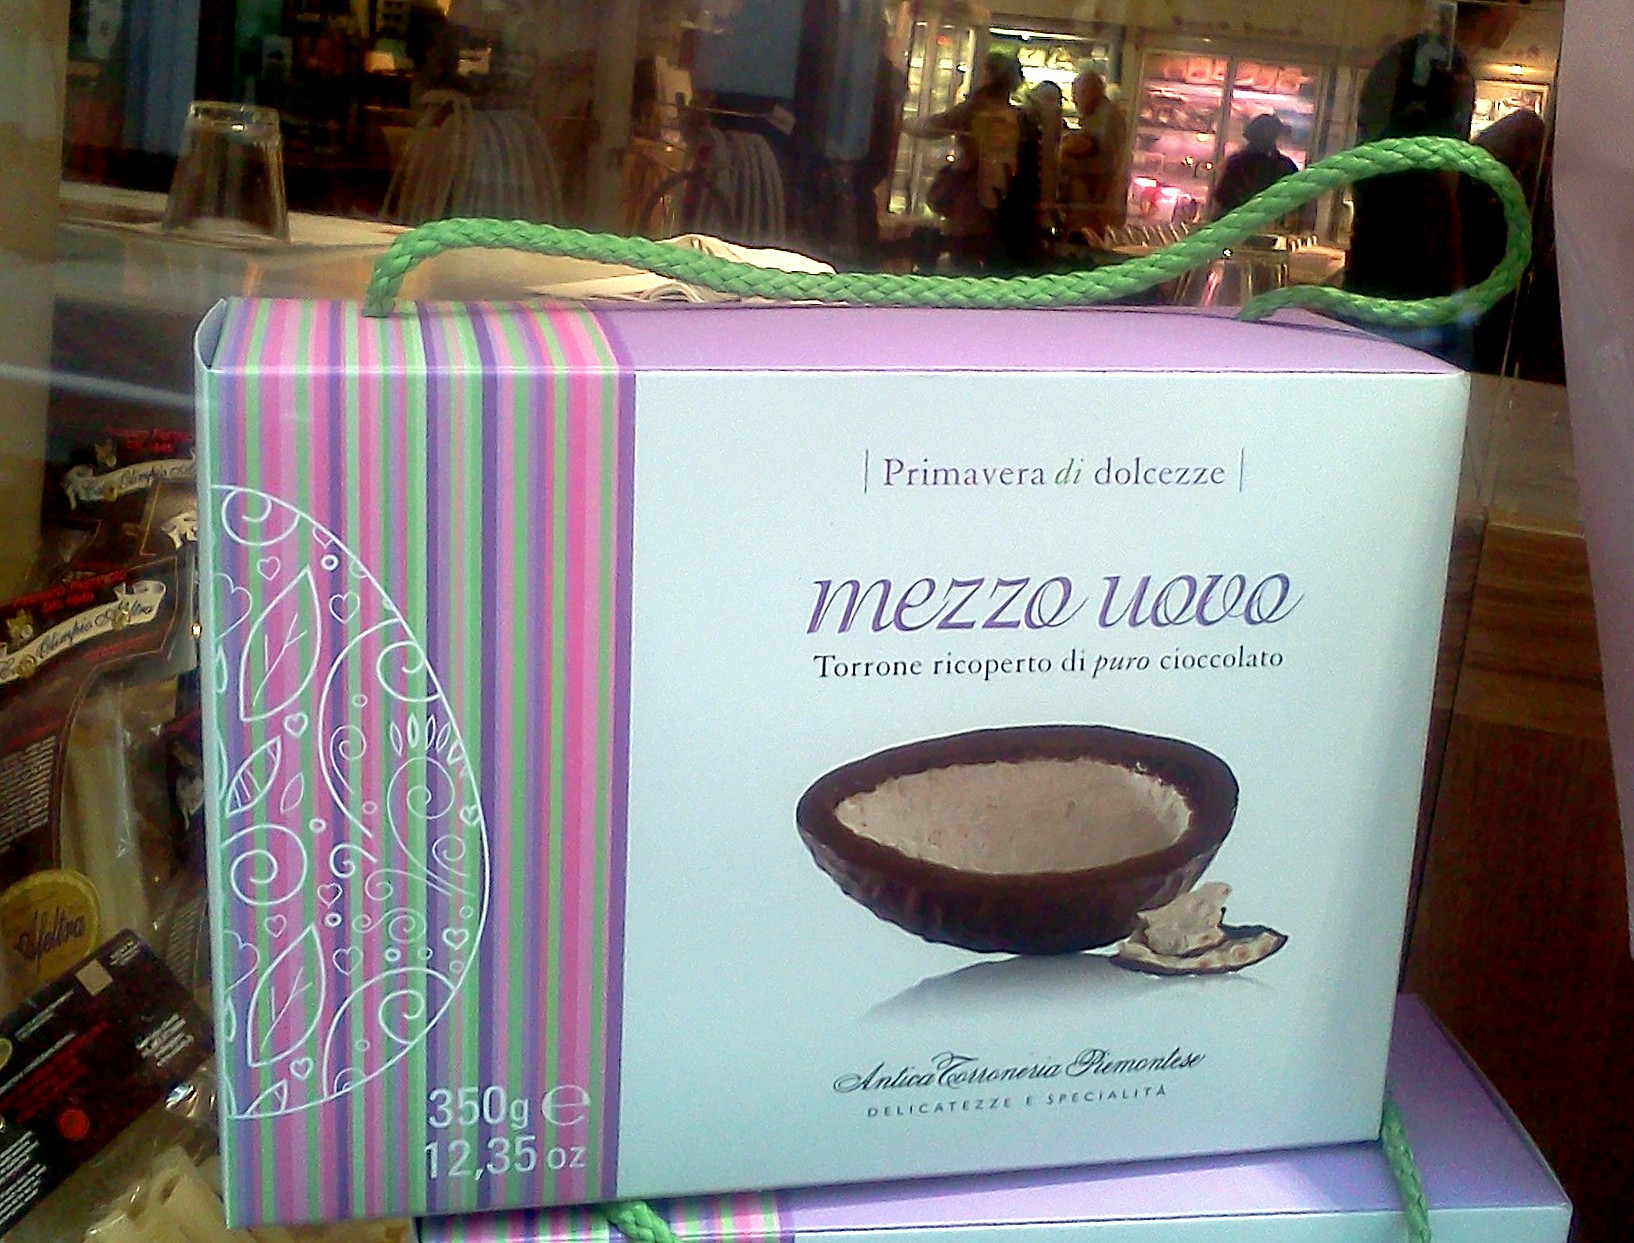 Primavera di dolcezze
mezzo uovo
Torrone ricoperto di puro cioccolato
Antica Torroneria Piemontese
DELICATEZZE E SPECIALITÀ
350g e
12,35 oz